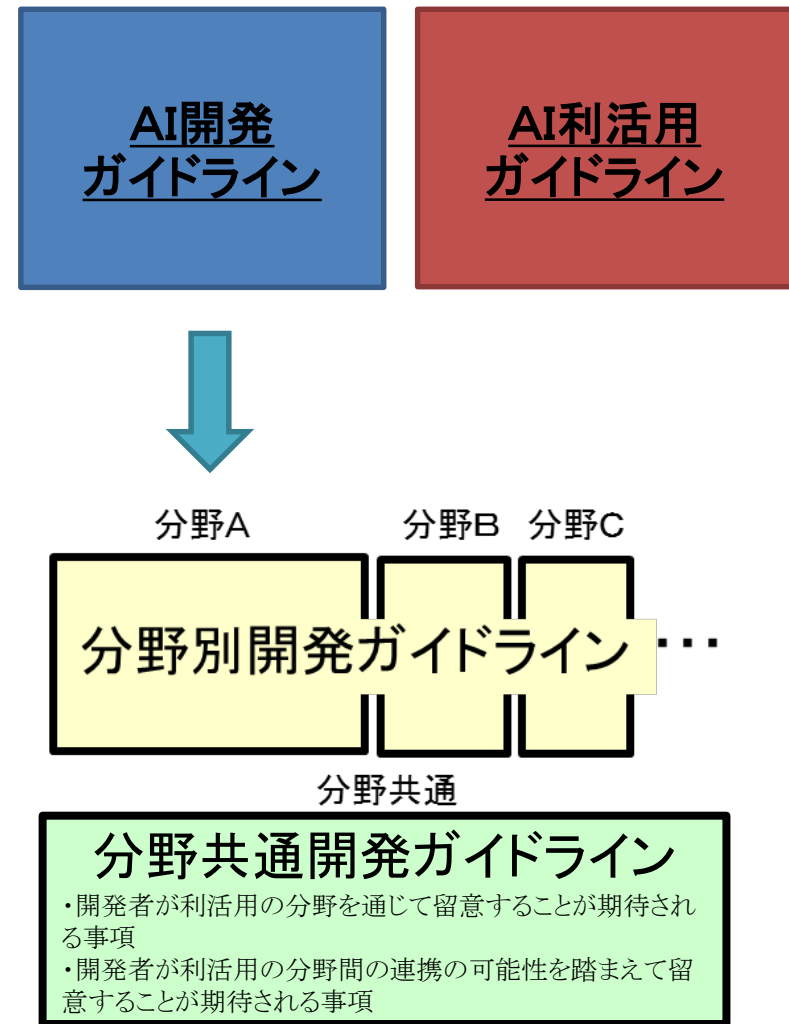 AI開発
ガイドライン
AI利活用
ガイドライン
分野A
分野B
分野C
分野別開発ガイドライン
・・・
分野共通
分野共通開発ガイドライン
・開発者が利活用の分野を通じて留意することが期待され
る事項
・開発者が利活用の分野間の連携の可能性を踏まえて留
意することが期待される事項